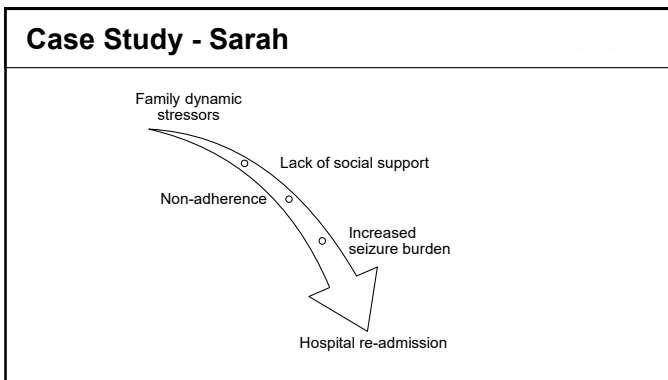 Case Study - Sarah
Family dynamic
stressors
Lack of social support
Non-adherence
Increased
seizure burden
Hospital re-admission